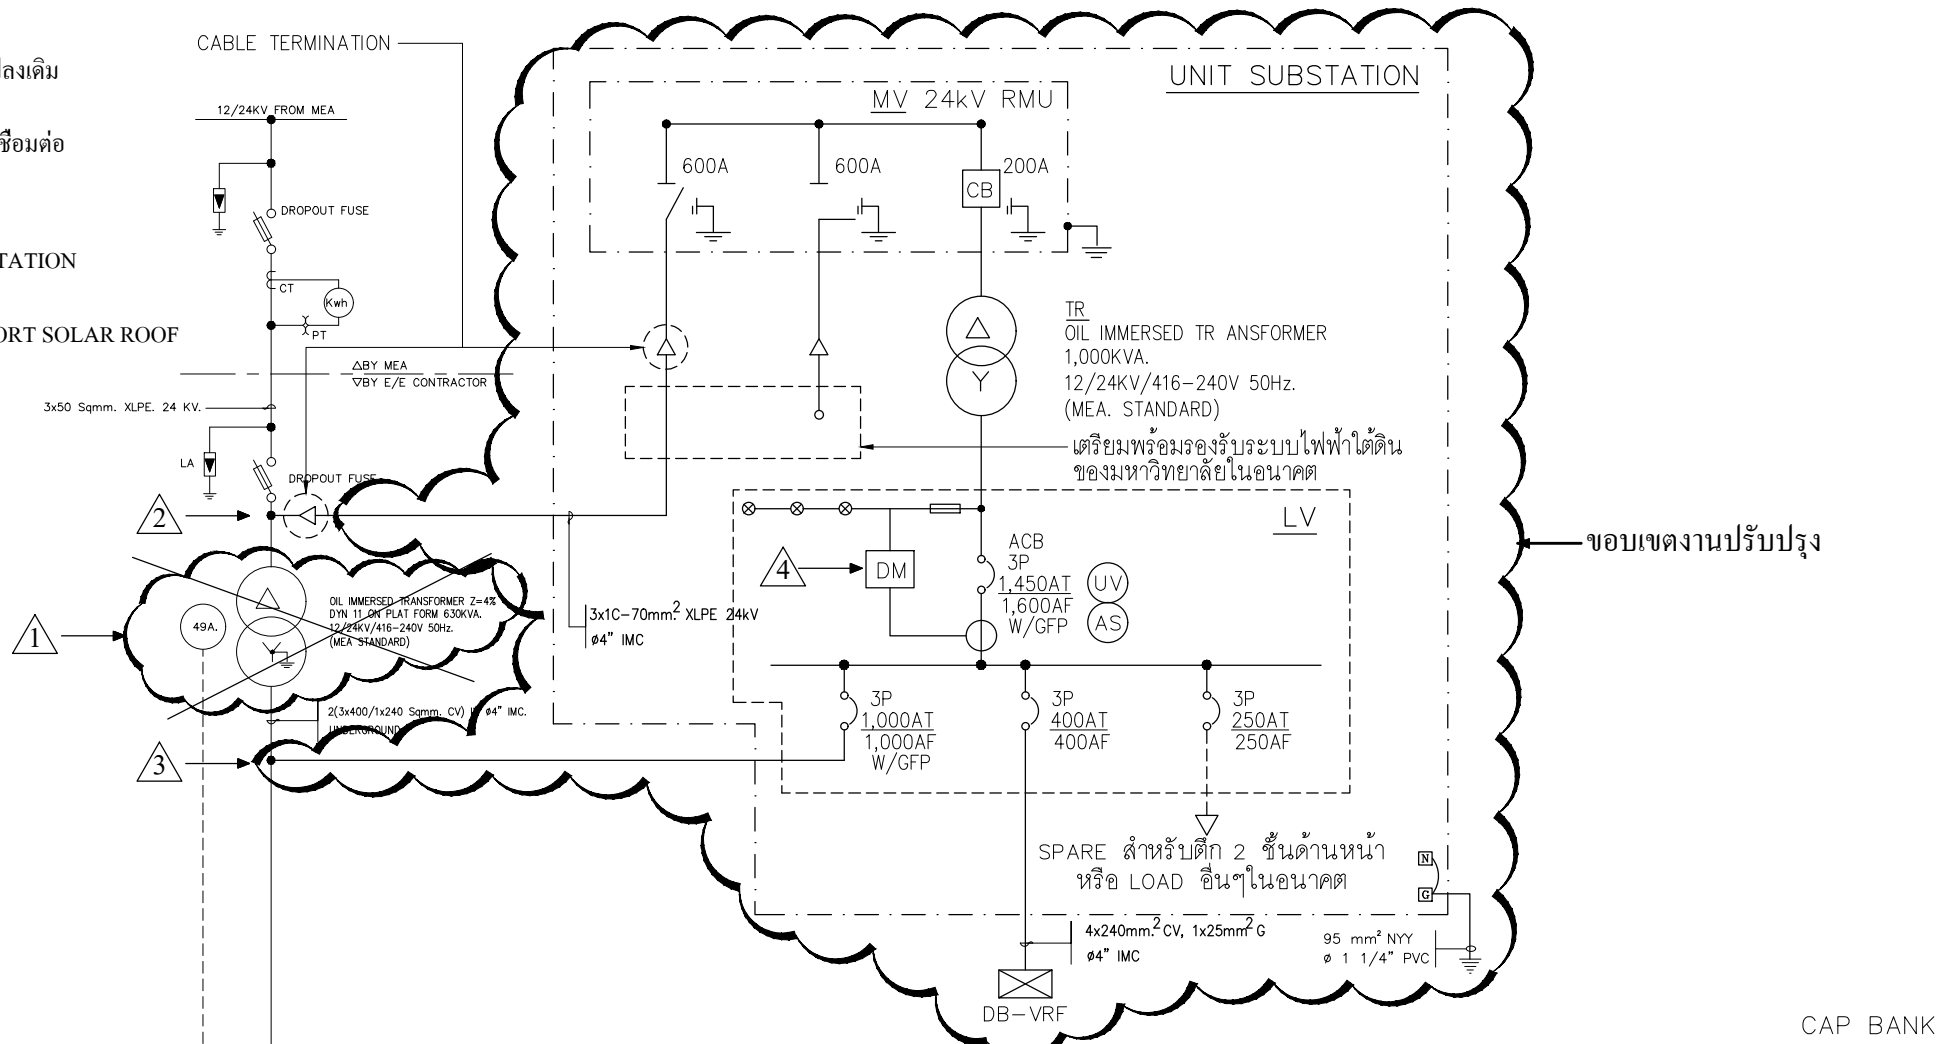 CABLE TERMINATION
ปลงเดิม
12/24KV FROM MEA
ชื่อมต่อ
DROPOUT FUSE
TATION
CT
Kwh
PT
ORT SOLAR ROOF
△BY MEA
▽BY E/E CONTRACTOR
3x50 Sqmm. XLPE. 24 KV.
LA
DROPOUT FUSE
2
1
49A.
OIL IMMERSED TRANSFORMER Z=4%
DYN 11 ON PLAT FORM 630KVA.
12/24KV/416-240V 50Hz.
(MEA STANDARD)
2(3x400/1x240 Sqmm. CV) ø4" IMC.
UNDERGROUND
3
UNIT SUBSTATION
MV 24kV RMU
600A
600A
200A
CB
TR
OIL IMMERSED TR ANSFORMER
1,000KVA.
12/24KV/416-240V 50Hz.
(MEA. STANDARD)
เตรียมพร้อมรองรับระบบไฟฟ้าใต้ดิน
ของมหาวิทยาลัยในอนาคต
3x1C-70mm.² XLPE 24kV
ø4" IMC
LV
4
DM
ACB
3P
1,450AT
1,600AF
W/GFP
UV
AS
3P
1,000AT
1,000AF
W/GFP
3P
400AT
400AF
3P
250AT
250AF
SPARE สำหรับตึก 2 ชั้นด้านหน้า
หรือ LOAD อื่นๆในอนาคต
N
G
4x240mm.² CV, 1x25mm² G
ø4" IMC
95 mm² NYY
ø 1 1/4" PVC
DB-VRF
ขอบเขตงานปรับปรุง
CAP BANK